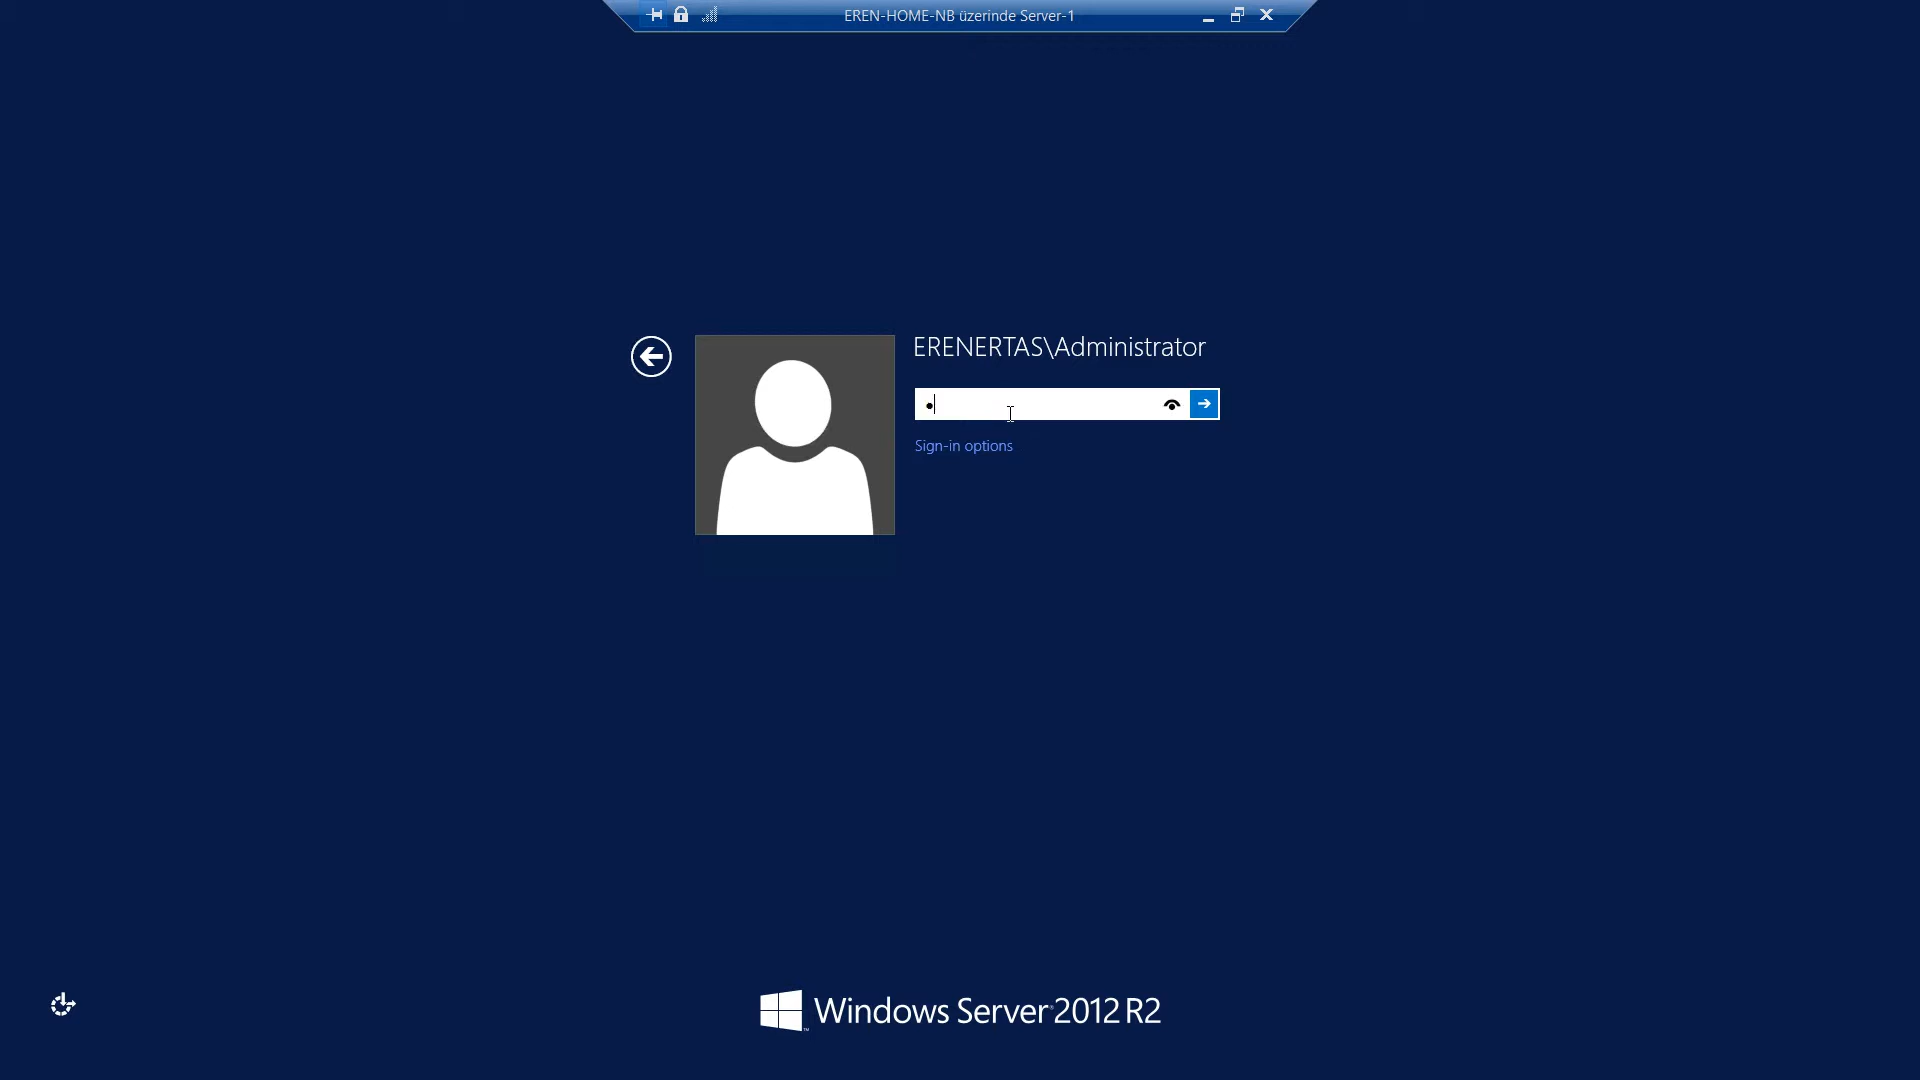 EREN-HOME-NB üzerinde Server-1
ERENERTAS\Administrator
Sign-in options
Windows Server 2012 R2